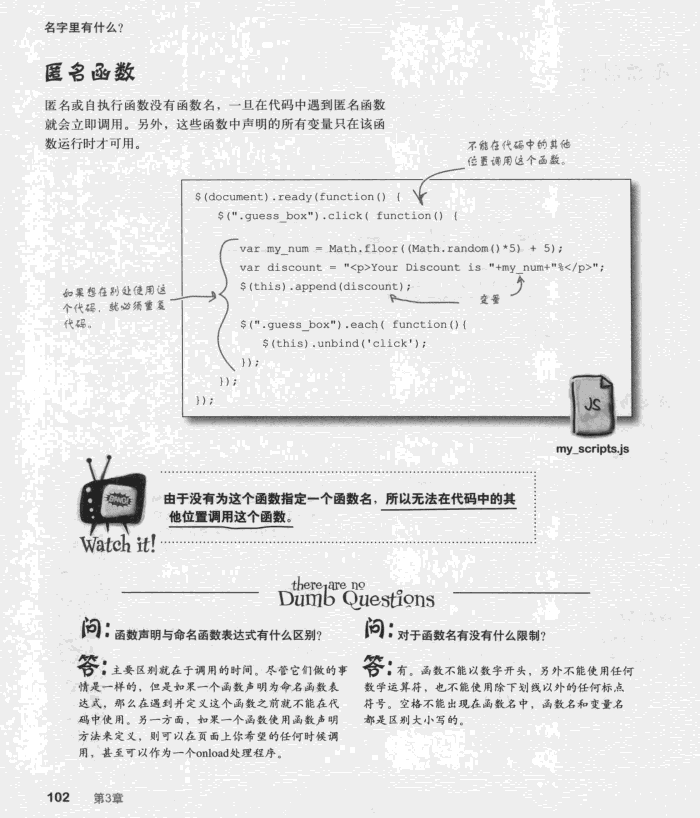 名字里有什么?
匿名函数
匿名或自执行函数没有函数名，一旦在代码中遇到匿名函数
就会立即调用。另外，这些函数中声明的所有变量只在该函
数运行时才可用。
不能在代码中的其他
位置调用这个函数。
$(document).ready(function() {
$(".guess_box").click( function() {
var my_num = Math.floor((Math.random()*5) + 5);
var discount = "<p>Your Discount is "+my_num+"%</p>";
$(this).append(discount);
变量
如果想在别处使用这
个代码，就必须重复
代码。
$(".guess_box").each( function(){
$(this).unbind('click');
});
});
});
JS
my_scripts.js
由于没有为这个函数指定一个函数名，所以无法在代码中的其
他位置调用这个函数。
Watch it!
there are no
Dumb Questions
问：函数声明与命名函数表达式有什么区别?
答：主要区别就在于调用的时间。尽管它们做的事
情是一样的，但是如果一个函数声明为命名函数表
达式，那么在遇到并定义这个函数之前就不能在代
码中使用。另一方面，如果一个函数使用函数声明
方法来定义，则可以在页面上你希望的任何时候调
用，甚至可以作为一个onload处理程序。
问：对于函数名有没有什么限制?
答：有。函数不能以数字开头，另外不能使用任何
数学运算符，也不能使用除下划线以外的任何标点
符号。空格不能出现在函数名中，函数名和变量名
都是区别大小写的。
102 第3章